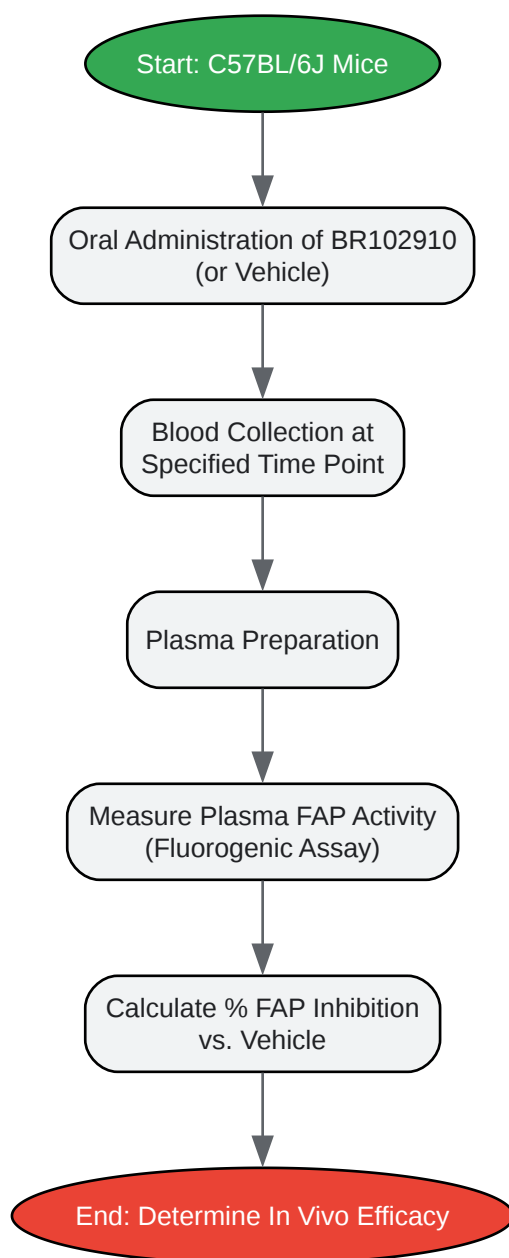 Start: C57BL/6J Mice
Oral Administration of BR102910
(or Vehicle)
Blood Collection at
Specified Time Point
Plasma Preparation
Measure Plasma FAP Activity
(Fluorogenic Assay)
Calculate % FAP Inhibition
vs. Vehicle
End: Determine In Vivo Efficacy